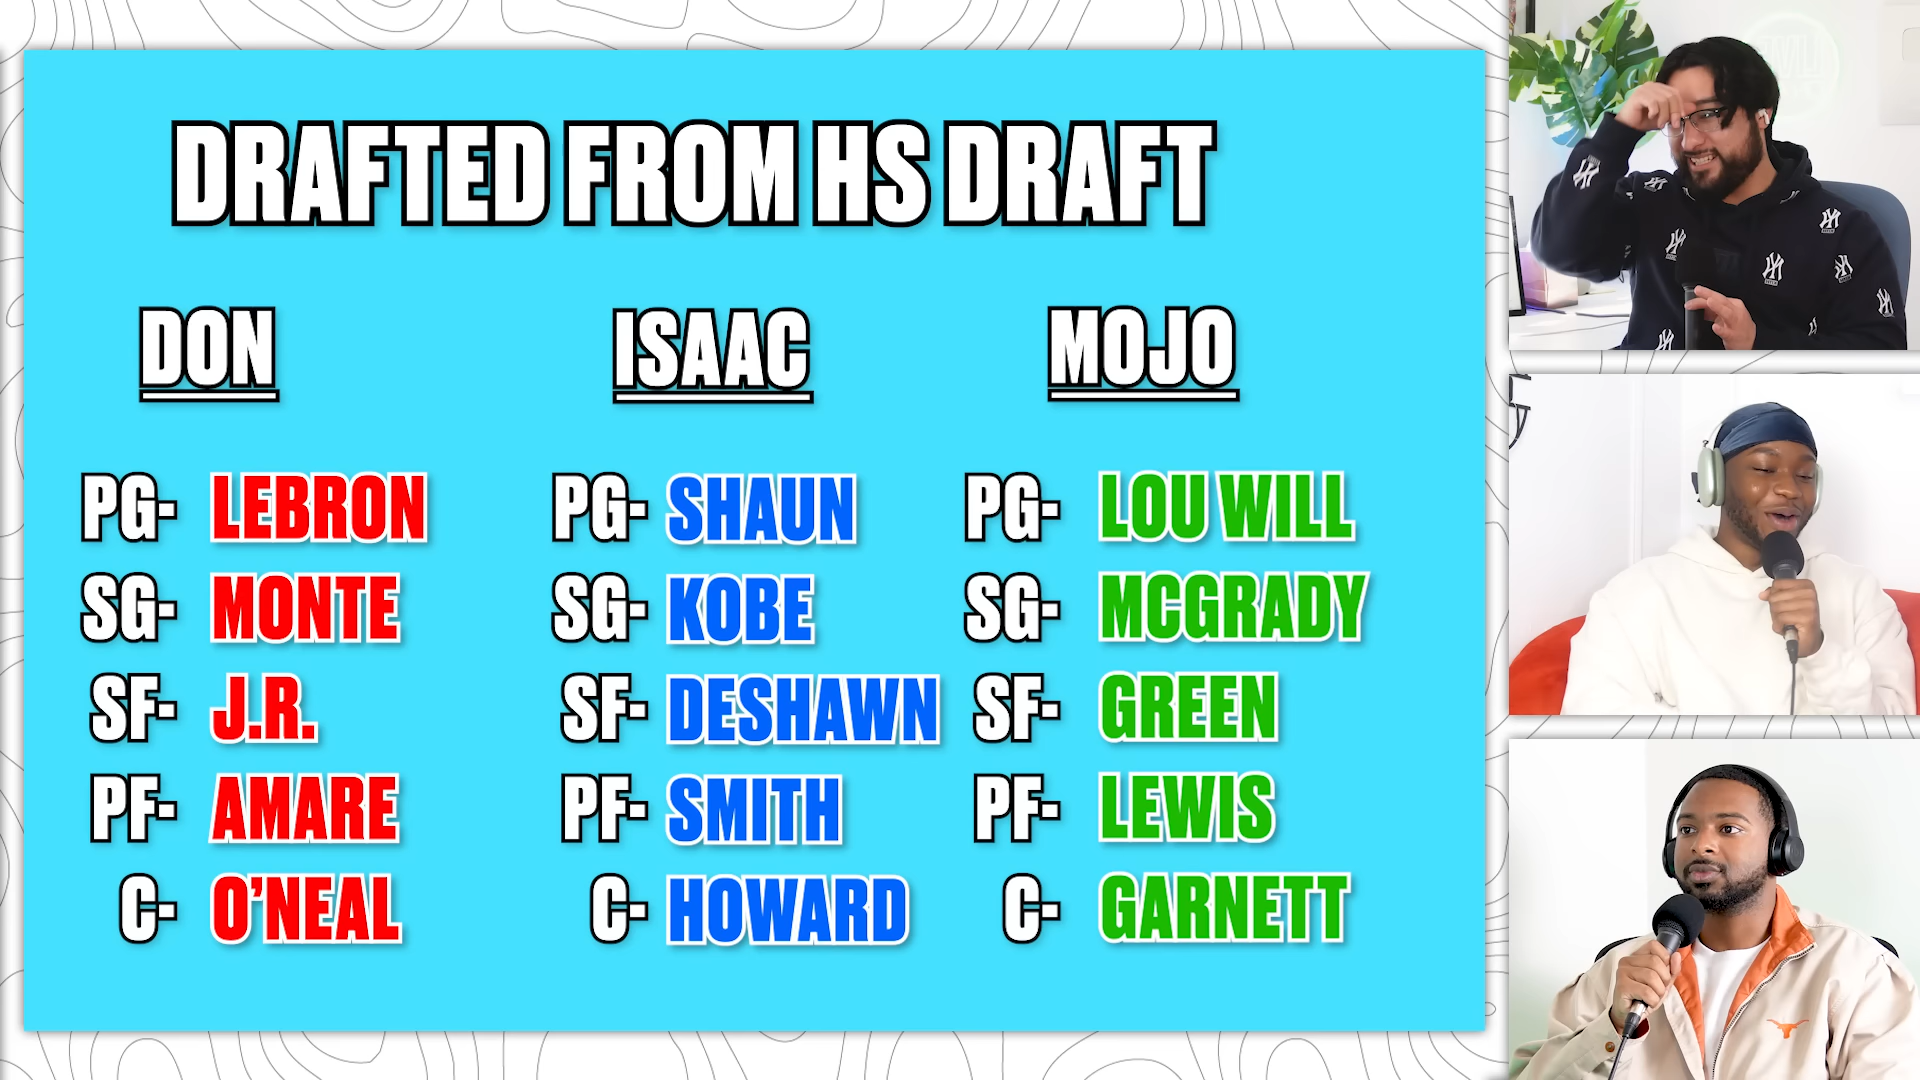 DRAFTED FROM HS DRAFT
DON
PG- LEBRON
SG- MONTE
SF- J.R.
PF- AMARE
C- O'NEAL
ISAAC
PG- SHAUN
SG- KOBE
SF- DESHAWN
PF- SMITH
C- HOWARD
MOJO
PG- LOU WILL
SG- MCGRADY
SF- GREEN
PF- LEWIS
C- GARNETT